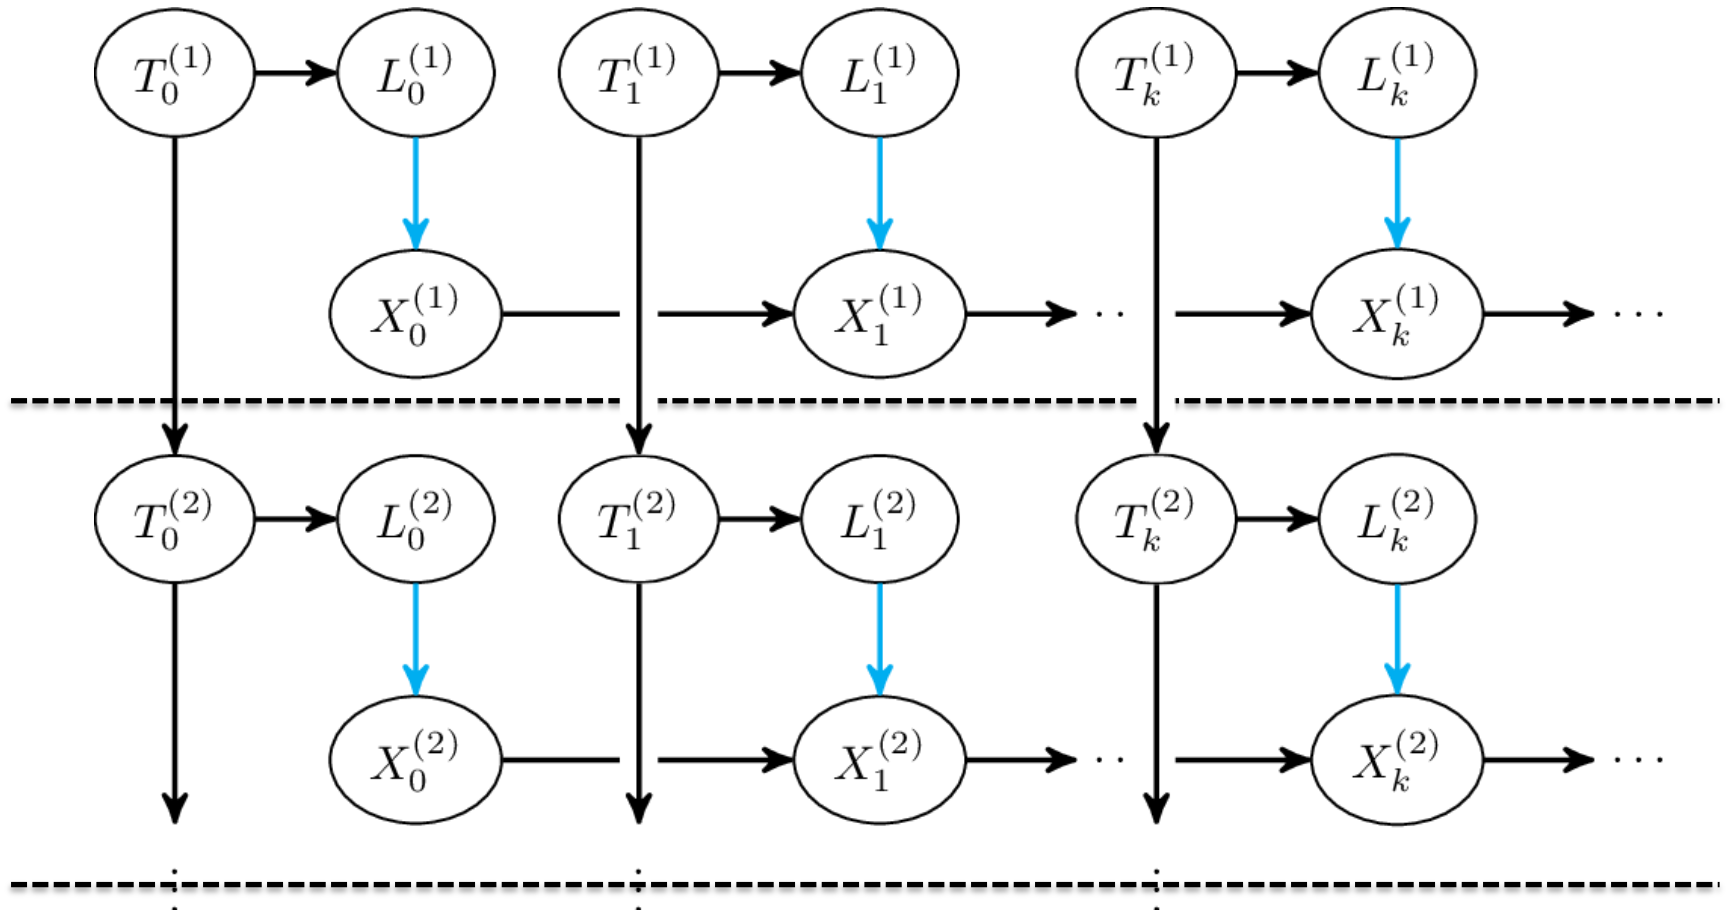 T_0^{(1)} L_0^{(1)} T_1^{(1)} L_1^{(1)} T_k^{(1)} L_k^{(1)}
X_0^{(1)} X_1^{(1)} ·· X_k^{(1)} ···
T_0^{(2)} L_0^{(2)} T_1^{(2)} L_1^{(2)} T_k^{(2)} L_k^{(2)}
X_0^{(2)} X_1^{(2)} ·· X_k^{(2)} ···